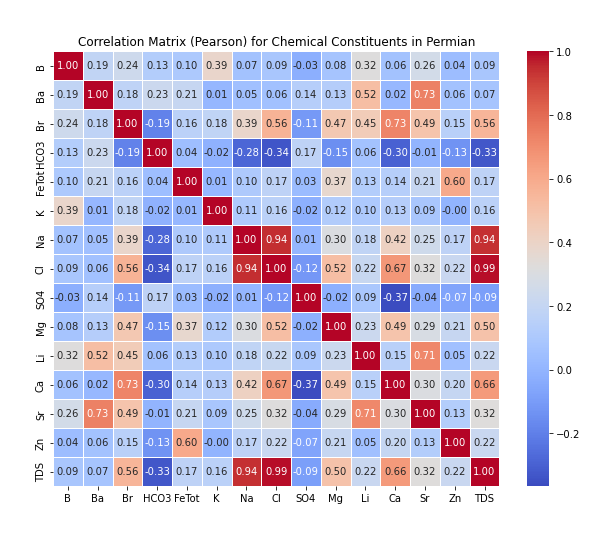 Correlation Matrix (Pearson) for Chemical Constituents in Permian
B 1.00 0.19 0.24 0.13 0.10 0.39 0.07 0.09 -0.03 0.08 0.32 0.06 0.26 0.04 0.09
Ba 0.19 1.00 0.18 0.23 0.21 0.01 0.05 0.06 0.14 0.13 0.52 0.02 0.73 0.06 0.07
Br 0.24 0.18 1.00 -0.19 0.16 0.18 0.39 0.56 -0.11 0.47 0.45 0.73 0.49 0.15 0.56
HCO3 0.13 0.23 -0.19 1.00 0.04 -0.02 -0.28 -0.34 0.17 -0.15 0.06 -0.30 -0.01 -0.13 -0.33
FeTot 0.10 0.21 0.16 0.04 1.00 0.01 0.10 0.17 0.03 0.37 0.13 0.14 0.21 0.60 0.17
K 0.39 0.01 0.18 -0.02 0.01 1.00 0.11 0.16 -0.02 0.12 0.10 0.13 0.09 -0.00 0.16
Na 0.07 0.05 0.39 -0.28 0.10 0.11 1.00 0.94 0.01 0.30 0.18 0.42 0.25 0.17 0.94
Cl 0.09 0.06 0.56 -0.34 0.17 0.16 0.94 1.00 -0.12 0.52 0.22 0.67 0.32 0.22 0.99
SO4 -0.03 0.14 -0.11 0.17 0.03 -0.02 0.01 -0.12 1.00 -0.02 0.09 -0.37 -0.04 -0.07 -0.09
Mg 0.08 0.13 0.47 -0.15 0.37 0.12 0.30 0.52 -0.02 1.00 0.23 0.49 0.29 0.21 0.50
Li 0.32 0.52 0.45 0.06 0.13 0.10 0.18 0.22 0.09 0.23 1.00 0.15 0.71 0.05 0.22
Ca 0.06 0.02 0.73 -0.30 0.14 0.13 0.42 0.67 -0.37 0.49 0.15 1.00 0.30 0.20 0.66
Sr 0.26 0.73 0.49 -0.01 0.21 0.09 0.25 0.32 -0.04 0.29 0.71 0.30 1.00 0.13 0.32
Zn 0.04 0.06 0.15 -0.13 0.60 -0.00 0.17 0.22 -0.07 0.21 0.05 0.20 0.13 1.00 0.22
TDS 0.09 0.07 0.56 -0.33 0.17 0.16 0.94 0.99 -0.09 0.50 0.22 0.66 0.32 0.22 1.00
B Ba Br HCO3 FeTot K Na Cl SO4 Mg Li Ca Sr Zn TDS
1.0
0.8
0.6
0.4
0.2
0.0
−0.2